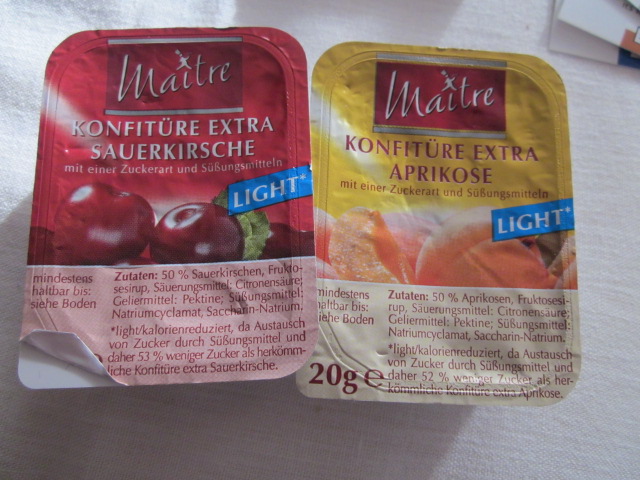 Maitre
KONFITÜRE EXTRA
SAUERKIRSCHE
mit einer Zuckerart und Süßungsmitteln
LIGHT*
mindestens
haltbar bis:
siehe Boden
Zutaten: 50 % Sauerkirschen, Frukto-
sesirup, Säuerungsmittel: Citronensäure;
Geliermittel: Pektine; Süßungsmittel:
Natriumcyclamat, Saccharin-Natrium.
*light/kalorienreduziert, da Austausch
von Zucker durch Süßungsmittel und
daher 53 % weniger Zucker als herkömm-
liche Konfitüre extra Sauerkirsche.
Maitre
KONFITÜRE EXTRA
APRIKOSE
mit einer Zuckerart und Süßungsmitteln
LIGHT*
mindestens
haltbar bis:
siehe Boden
Zutaten: 50 % Aprikosen, Fruktosesi-
rup, Säuerungsmittel: Citronensäure;
Geliermittel: Pektine; Süßungsmittel:
Natriumcyclamat, Saccharin-Natrium.
*light/kalorienreduziert, da Austausch
von Zucker durch Süßungsmittel und
daher 52 % weniger Zucker als her-
kömmliche Konfitüre extra Aprikose.
20g e